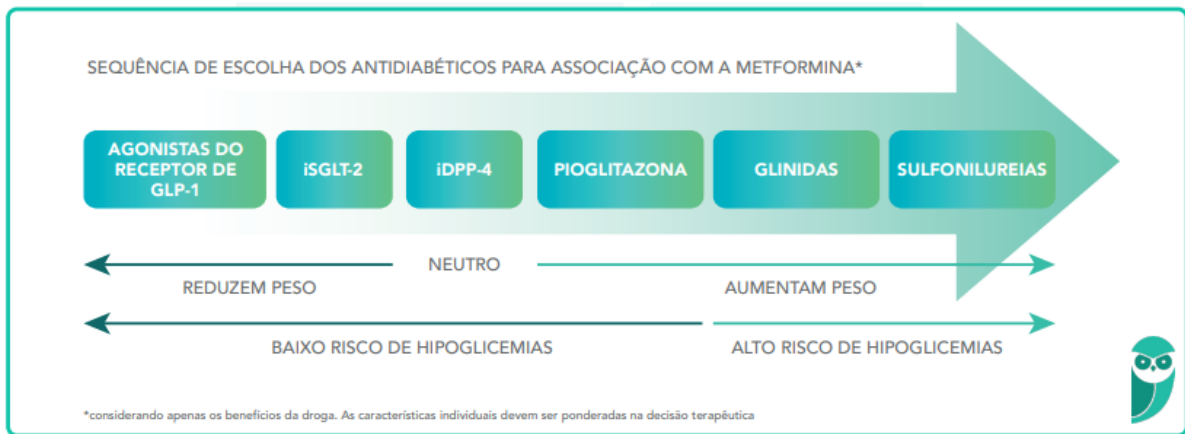 SEQUÊNCIA DE ESCOLHA DOS ANTIDIABÉTICOS PARA ASSOCIAÇÃO COM A METFORMINA*
AGONISTAS DO
RECEPTOR DE
GLP-1
iSGLT-2
iDPP-4
PIOGLITAZONA
GLINIDAS
SULFONILUREIAS
NEUTRO
REDUZEM PESO
AUMENTAM PESO
BAIXO RISCO DE HIPOGLICEMIAS
ALTO RISCO DE HIPOGLICEMIAS
*considerando apenas os benefícios da droga. As características individuais devem ser ponderadas na decisão terapêutica